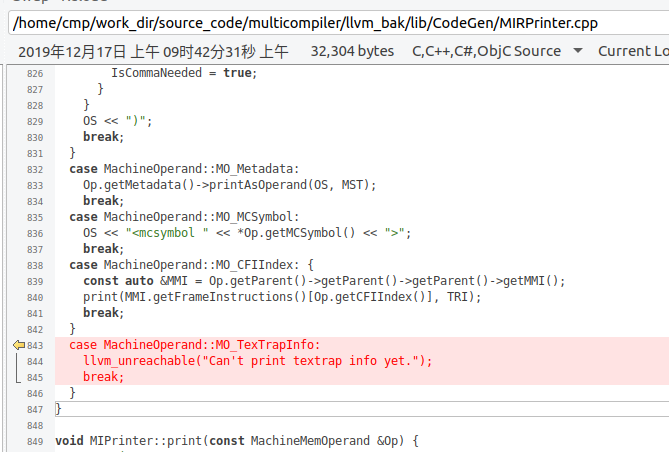 /home/cmp/work_dir/source_code/multicompiler/llvm_bak/lib/CodeGen/MIRPrinter.cpp
2019年12月17日 上午 09时42分31秒 上午 32,304 bytes C,C++,C#,ObjC Source Current Lo
826 IsCommaNeeded = true;
827 }
828 }
829 OS << ")";
830 break;
831 }
832 case MachineOperand::MO_Metadata:
833 Op.getMetadata()->printAsOperand(OS, MST);
834 break;
835 case MachineOperand::MO_MCSymbol:
836 OS << "<mcsymbol " << *Op.getMCSymbol() << ">";
837 break;
838 case MachineOperand::MO_CFIIndex: {
839 const auto &MMI = Op.getParent()->getParent()->getParent()->getMMI();
840 print(MMI.getFrameInstructions()[Op.getCFIIndex()], TRI);
841 break;
842 }
843 case MachineOperand::MO_TexTrapInfo:
844 llvm_unreachable("Can't print textrap info yet.");
845 break;
846 }
847 }
848
849 void MIPrinter::print(const MachineMemOperand &Op) {